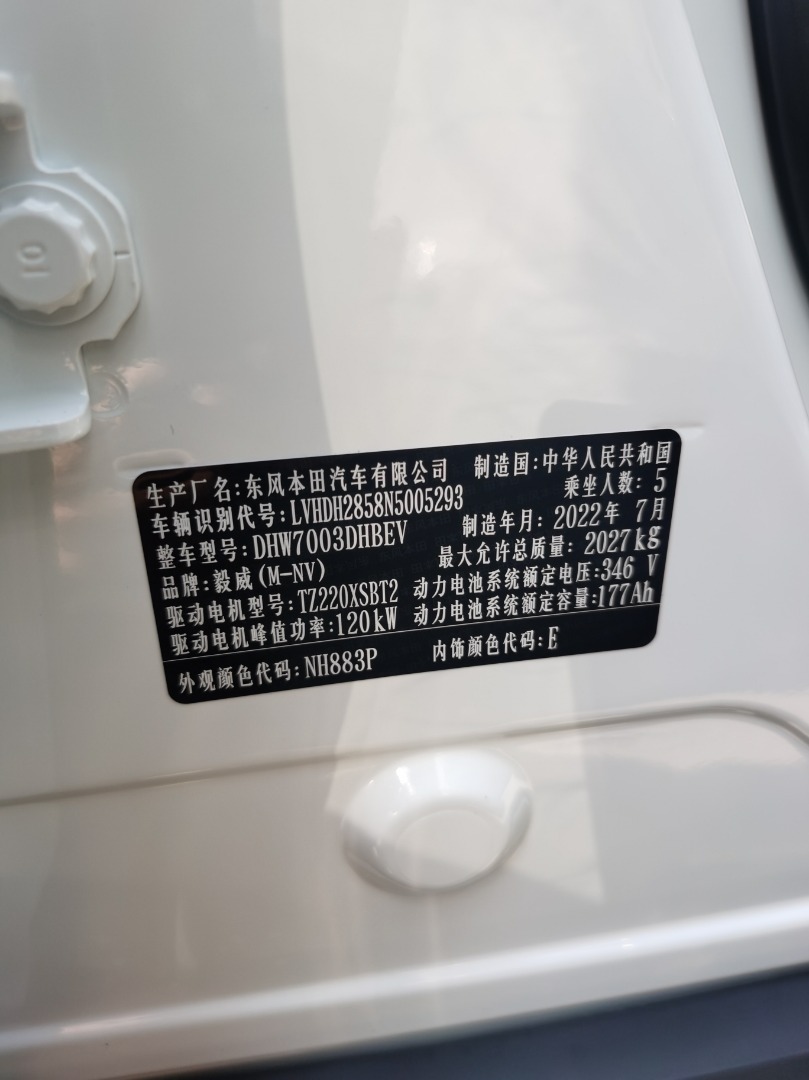 10
生产厂名:东风本田汽车有限公司 制造国:中华人民共和国
车辆识别代号:LVHDH2858N5005293 乘坐人数:5
整车型号:DHW7003DHBEV 制造年月:2022年 7月
品牌:毅威(M-NV) 最大允许总质量:2027kg
驱动电机型号:TZ220XSBT2 动力电池系统额定电压:346 V
驱动电机峰值功率:120kW 动力电池系统额定容量:177Ah
外观颜色代码:NH883P 内饰颜色代码:E